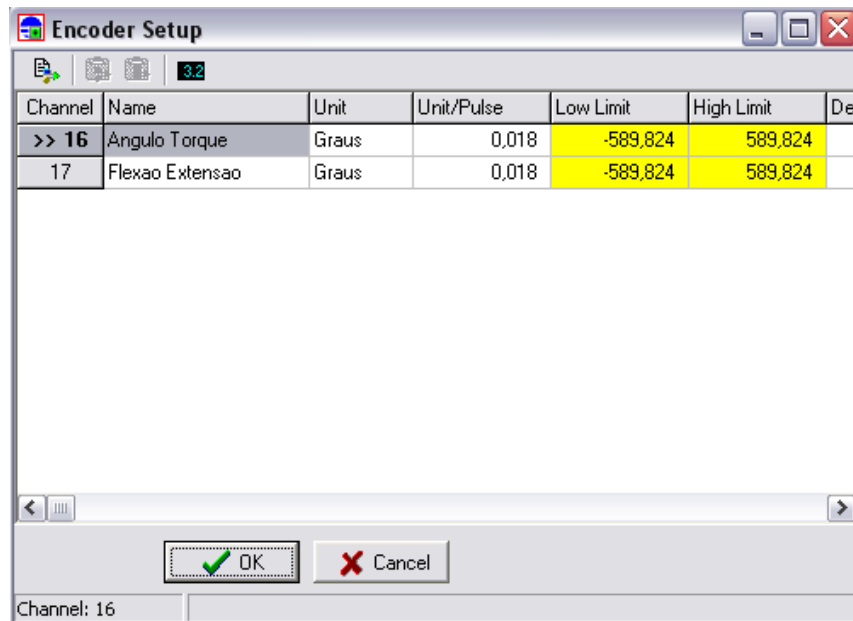 Encoder Setup
3.2
Channel Name Unit Unit/Pulse Low Limit High Limit De
>> 16 Angulo Torque Graus 0,018 -589,824 589,824
17 Flexao Extensao Graus 0,018 -589,824 589,824
OK Cancel
Channel: 16